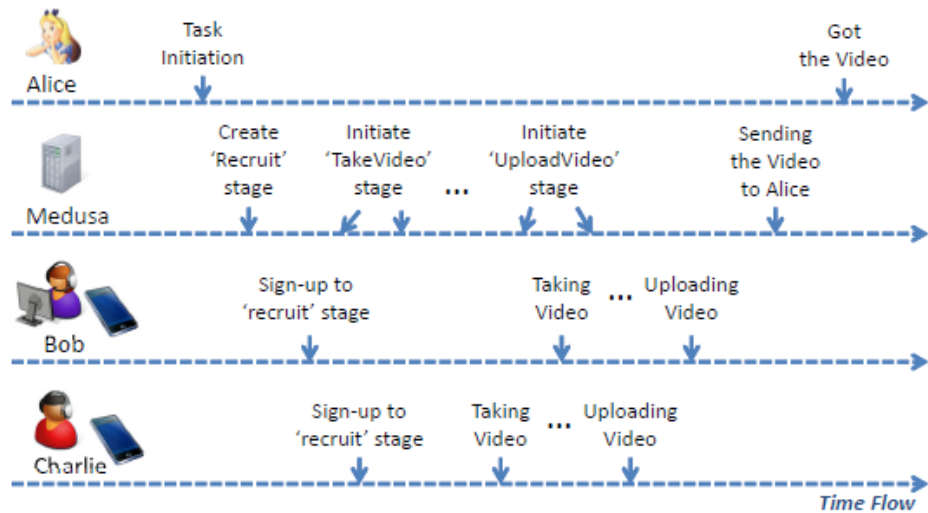 Task
Initiation
Got
the Video
Alice
Create
'Recruit'
stage
Initiate
'TakeVideo'
stage
...
Initiate
'UploadVideo'
stage
Sending
the Video
to Alice
Medusa
Sign-up to
'recruit' stage
Taking
Video
...
Uploading
Video
Bob
Sign-up to
'recruit' stage
Taking
Video
...
Uploading
Video
Charlie
Time Flow